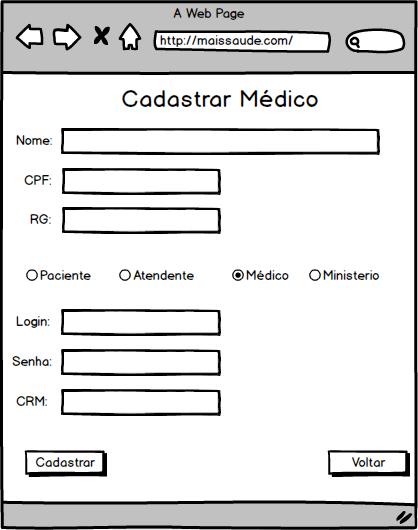 A Web Page
http://maissaude.com/
Cadastrar Médico
Nome:
CPF:
RG:
Paciente Atendente Médico Ministerio
Login:
Senha:
CRM:
Cadastrar Voltar